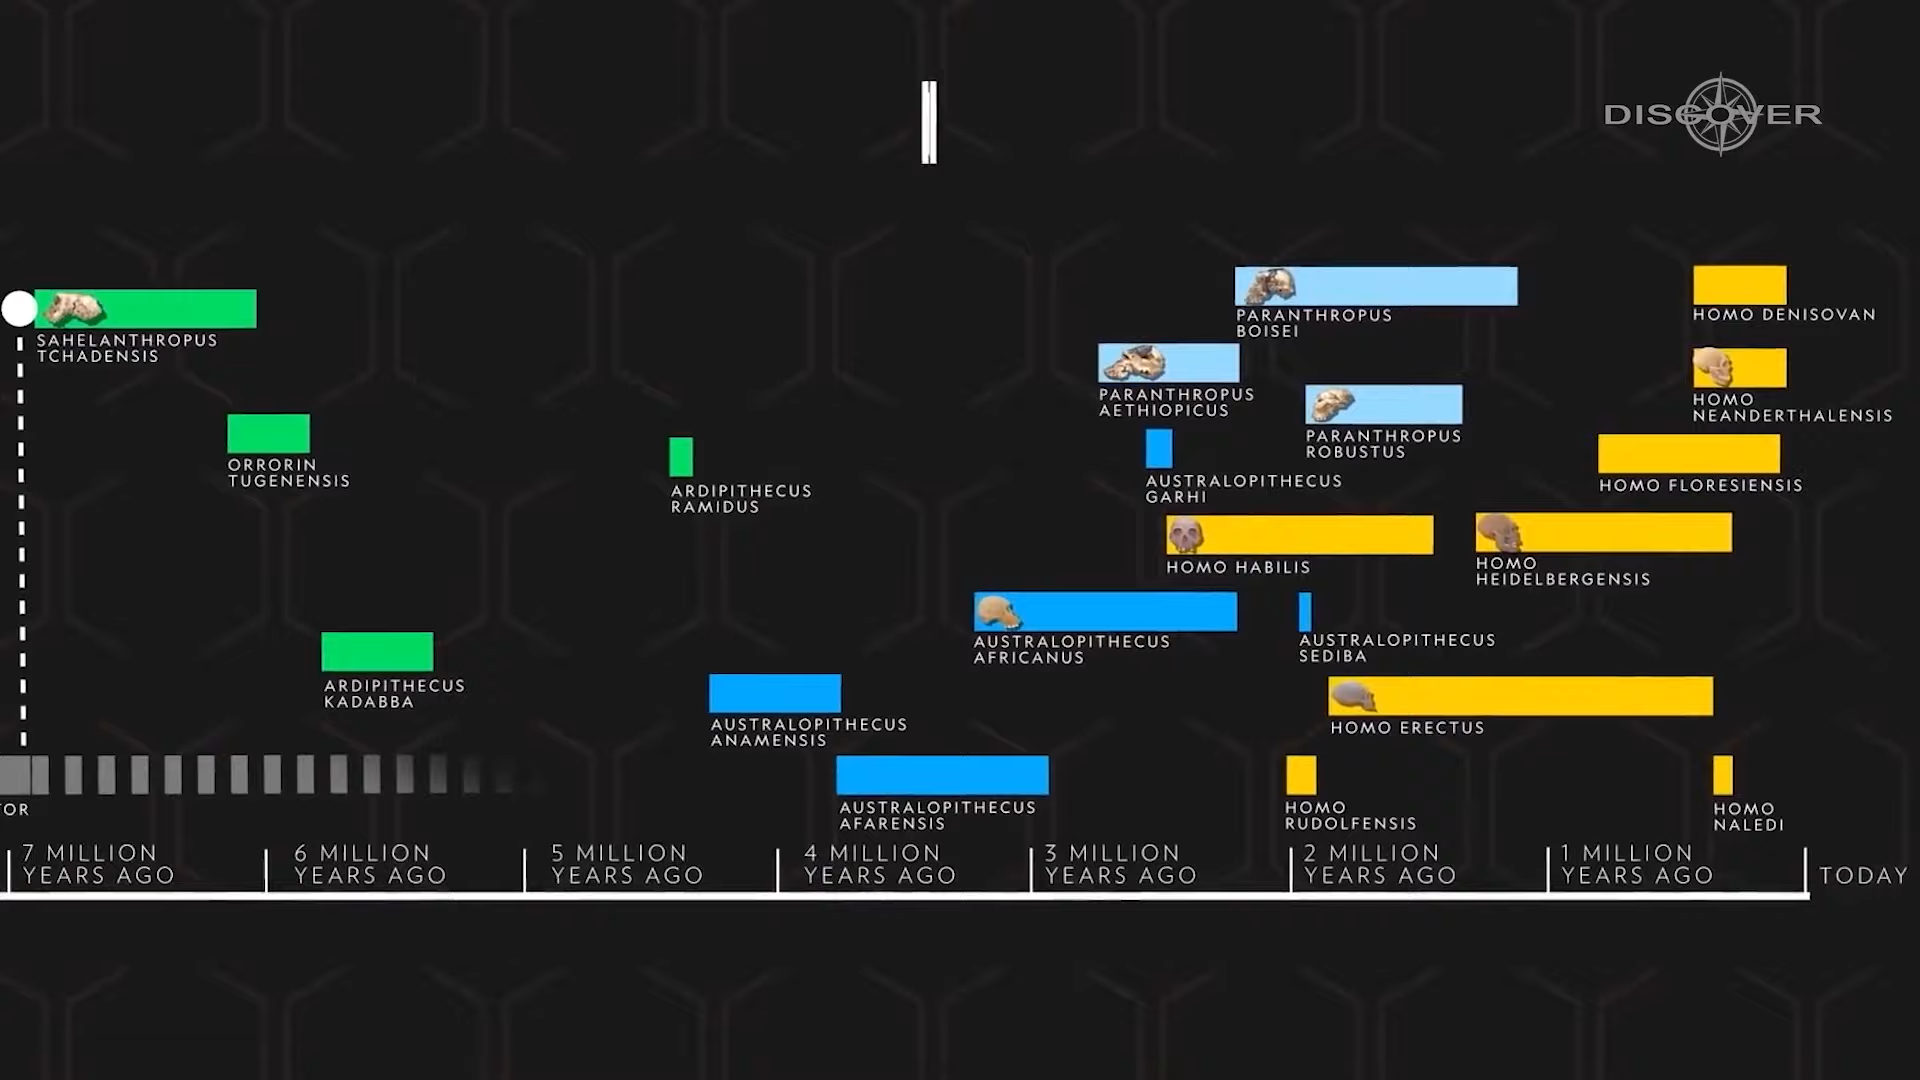 DISCOVER
SAHELANTHROPUS
TCHADENSIS
ORRORIN
TUGENENSIS
ARDIPITHECUS
KADABBA
ARDIPITHECUS
RAMIDUS
AUSTRALOPITHECUS
ANAMENSIS
AUSTRALOPITHECUS
AFARENSIS
AUSTRALOPITHECUS
AFRICANUS
PARANTHROPUS
AETHIOPICUS
PARANTHROPUS
BOISEI
PARANTHROPUS
ROBUSTUS
AUSTRALOPITHECUS
GARHI
HOMO HABILIS
AUSTRALOPITHECUS
SEDIBA
HOMO ERECTUS
HOMO
RUDOLFENSIS
HOMO DENISOVAN
HOMO
NEANDERTHALENSIS
HOMO FLORESIENSIS
HOMO
HEIDELBERGENSIS
HOMO
NALEDI
TOR
7 MILLION
YEARS AGO
6 MILLION
YEARS AGO
5 MILLION
YEARS AGO
4 MILLION
YEARS AGO
3 MILLION
YEARS AGO
2 MILLION
YEARS AGO
1 MILLION
YEARS AGO
TODAY